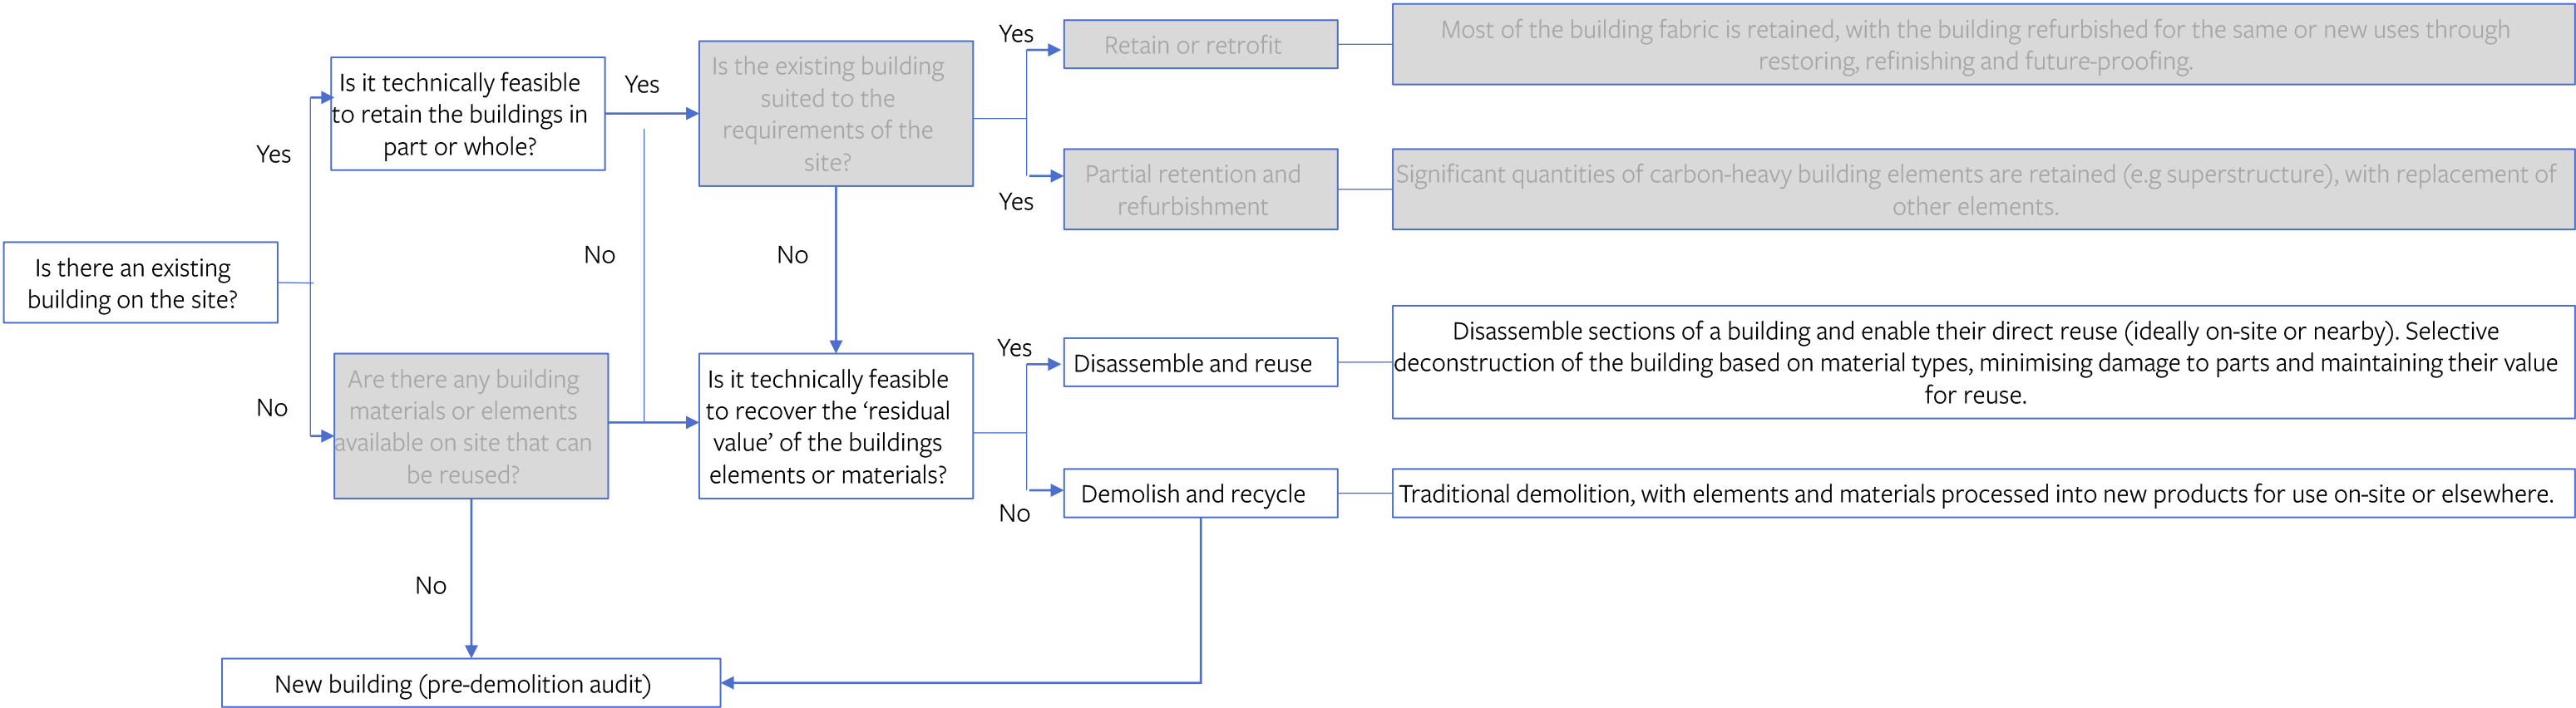 Is there an existing
building on the site?
Yes
No
Is it technically feasible
to retain the buildings in
part or whole?
Yes
No
Are there any building
materials or elements
available on site that can
be reused?
No
Is the existing building
suited to the
requirements of the
site?
No
Is it technically feasible
to recover the ‘residual
value’ of the buildings
elements or materials?
Yes
Retain or retrofit
Most of the building fabric is retained, with the building refurbished for the same or new uses through
restoring, refinishing and future-proofing.
Yes
Partial retention and
refurbishment
Significant quantities of carbon-heavy building elements are retained (e.g superstructure), with replacement of
other elements.
Yes
Disassemble and reuse
Disassemble sections of a building and enable their direct reuse (ideally on-site or nearby). Selective
deconstruction of the building based on material types, minimising damage to parts and maintaining their value
for reuse.
No
Demolish and recycle
Traditional demolition, with elements and materials processed into new products for use on-site or elsewhere.
New building (pre-demolition audit)